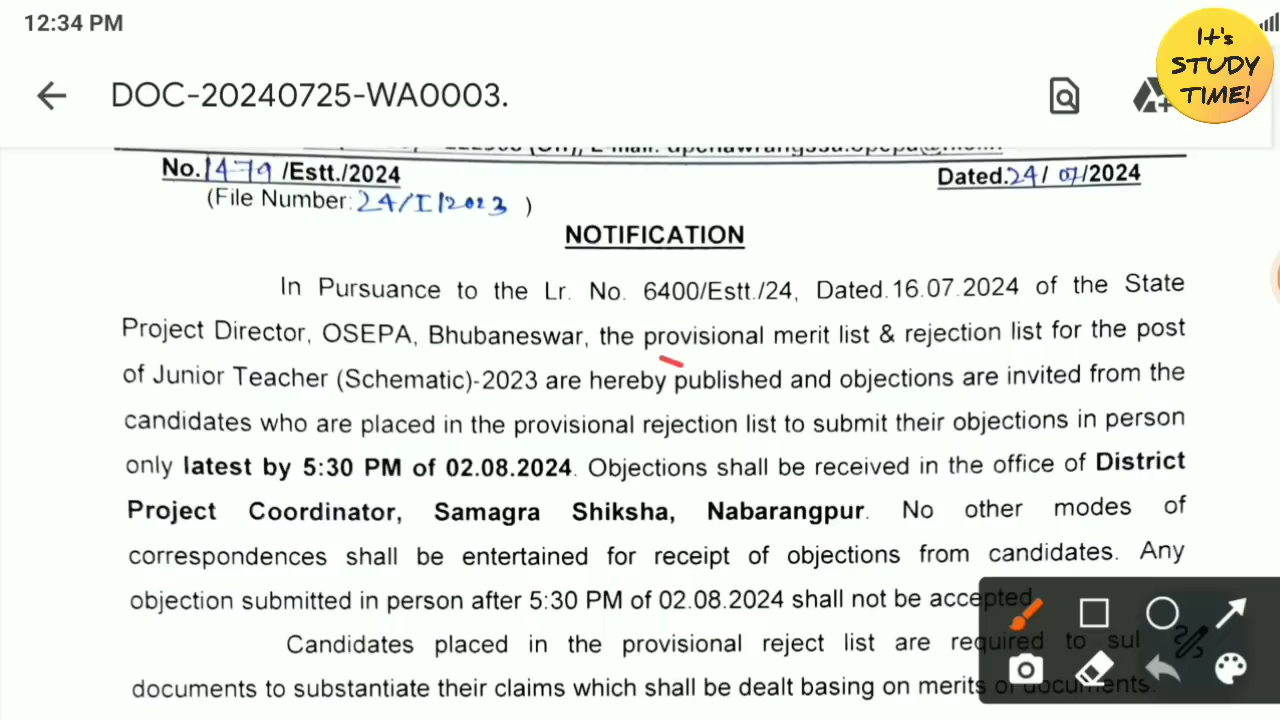 12:34 PM
It's
STUDY
TIME!
DOC-20240725-WA0003.
No.1479 /Estt./2024
Dated.24/ 07/2024
(File Number: 24/I/2023 )
NOTIFICATION
In Pursuance to the Lr. No. 6400/Estt./24, Dated.16.07.2024 of the State
Project Director, OSEPA, Bhubaneswar, the provisional merit list & rejection list for the post
of Junior Teacher (Schematic)-2023 are hereby published and objections are invited from the
candidates who are placed in the provisional rejection list to submit their objections in person
only latest by 5:30 PM of 02.08.2024. Objections shall be received in the office of District
Project Coordinator, Samagra Shiksha, Nabarangpur. No other modes of
correspondences shall be entertained for receipt of objections from candidates. Any
objection submitted in person after 5:30 PM of 02.08.2024 shall not be accepted
Candidates placed in the provisional reject list are required to
documents to substantiate their claims which shall be dealt basing on merits of documents.